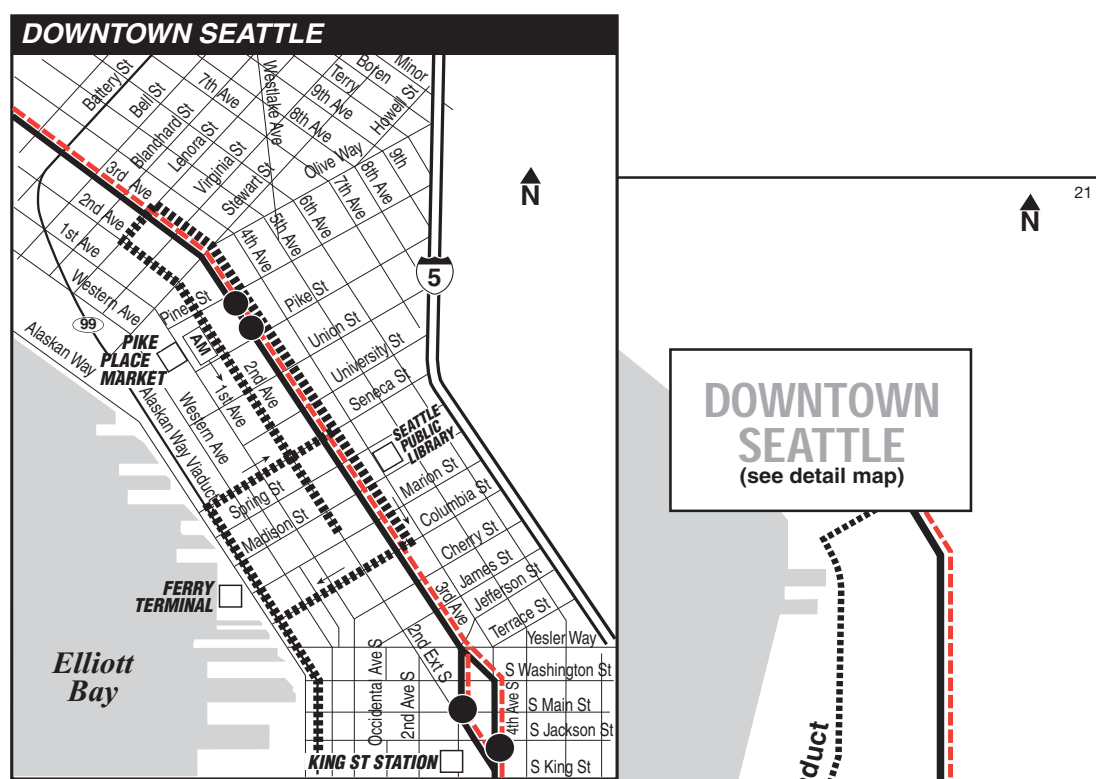 DOWNTOWN SEATTLE
Battery St
Bell St
Blanchard St
Lenora St
Virginia St
Stewart St
7th Ave
Westlake Ave
8th Ave
9th Ave
Terry
Boren
Minor
Howell St
Olive Way
9th
8th Ave
7th Ave
6th Ave
5th Ave
4th Ave
3rd Ave
2nd Ave
1st Ave
Western Ave
Alaskan Way
99
PIKE
PLACE
MARKET
Pine St
AM
Pike St
Union St
University St
Seneca St
2nd Ave
1st Ave
Western Ave
Alaskan Way Viaduct
Spring St
Madison St
SEATTLE
PUBLIC
LIBRARY
Marion St
Columbia St
Cherry St
James St
Jefferson St
Terrace St
3rd Ave
5
N
FERRY
TERMINAL
Elliott
Bay
2nd Ext S
Yesler Way
S Washington St
S Main St
S Jackson St
S King St
Occidental Ave S
2nd Ave S
4th Ave S
KING ST STATION
N
21
DOWNTOWN
SEATTLE
(see detail map)
duct